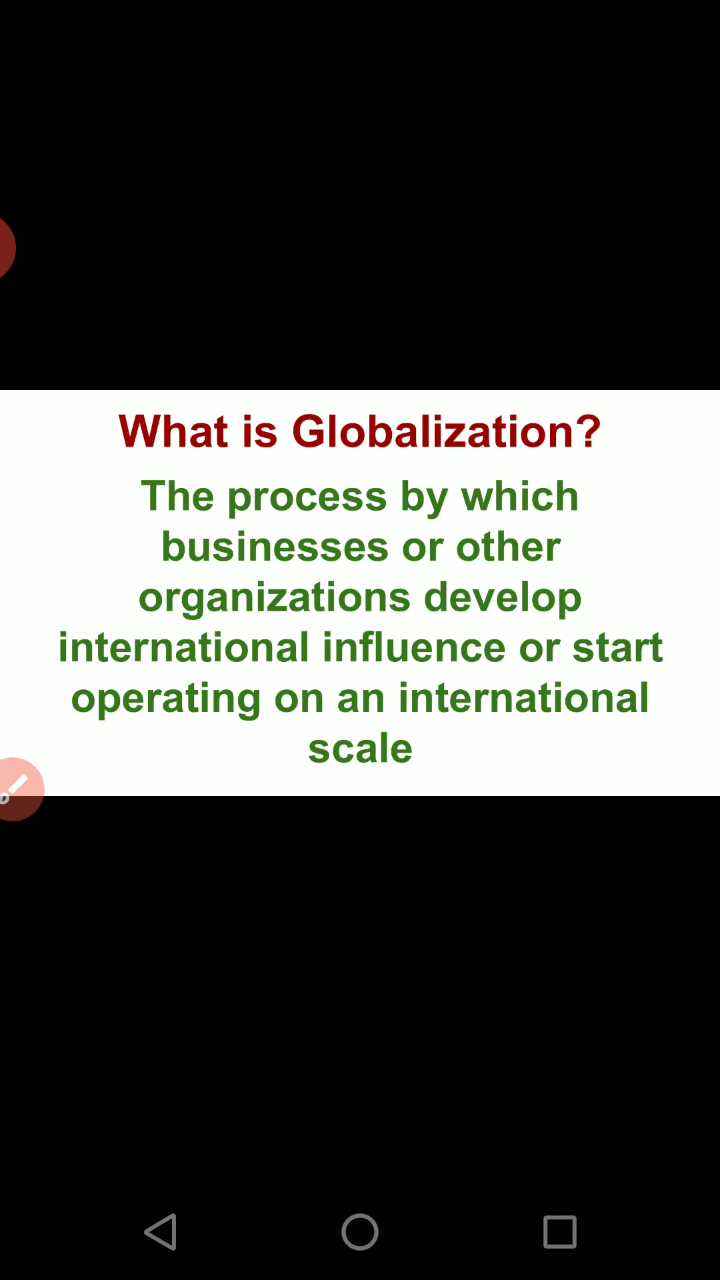 What is Globalization?
The process by which
businesses or other
organizations develop
international influence or start
operating on an international
scale